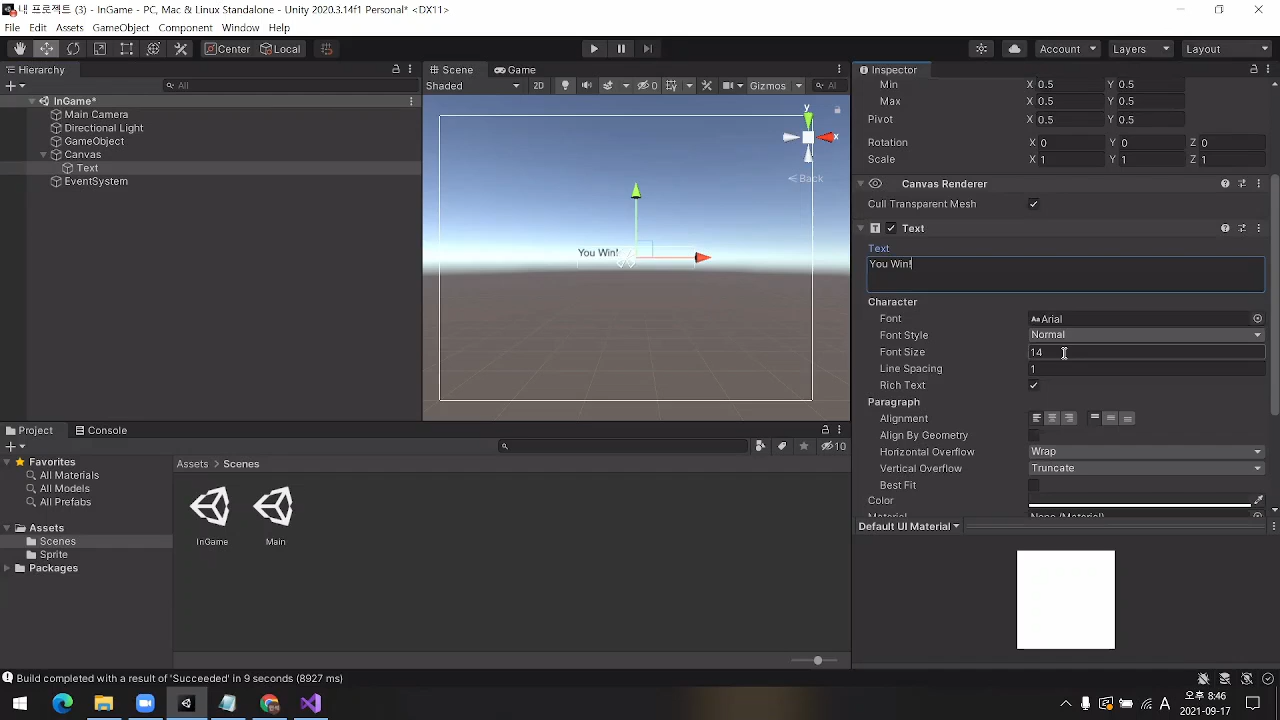 내 프로젝트 (3) - InGame - PC, Mac & Linux Standalone - Unity 2020.3.14f1 Personal* <DX11>
File Edit Assets GameObject Component Window Help
Center Local Account Layers Layout
Hierarchy
All
InGame*
Main Camera
Directional Light
GameObject
Canvas
Text
EventSystem
Scene Game
Shaded 2D 0 Gizmos Al
y
x
Back
You Win!
Inspector
Min X 0.5 Y 0.5
Max X 0.5 Y 0.5
Pivot X 0.5 Y 0.5
Rotation X 0 Y 0 Z 0
Scale X 1 Y 1 Z 1
Canvas Renderer
Cull Transparent Mesh
Text
Text
You Win!
Character
Font Aa Arial
Font Style Normal
Font Size 14
Line Spacing 1
Rich Text
Paragraph
Alignment
Align By Geometry
Horizontal Overflow Wrap
Vertical Overflow Truncate
Best Fit
Color
Material None (Material)
Default UI Material
Project Console
10
Favorites
All Materials
All Models
All Prefabs
Assets
Scenes
Sprite
Packages
Assets > Scenes
InGame Main
Build completed with a result of 'Succeeded' in 9 seconds (8927 ms)
A 오후 8:46
2021-09-17